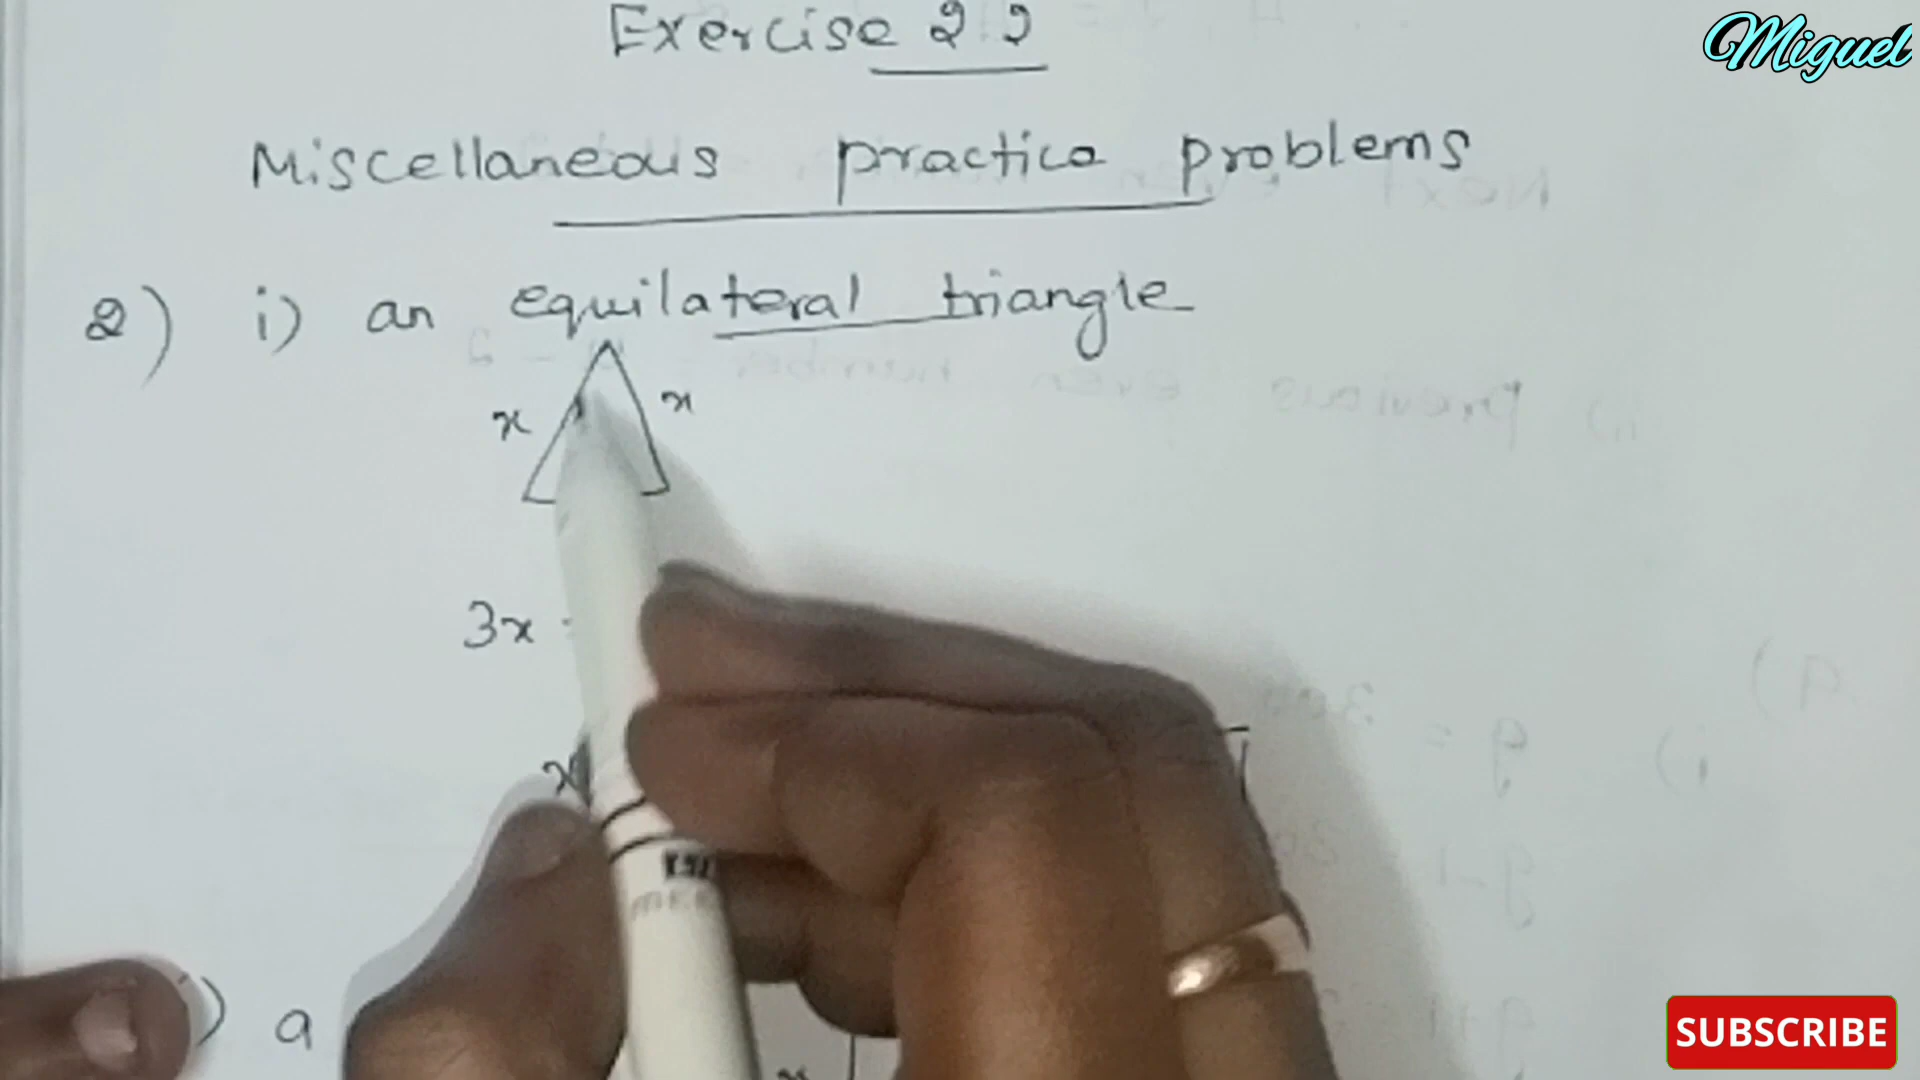 Miguel
Exercise 2.2
Miscellaneous practice problems
2) i) an equilateral triangle
x x
3x
x
) a
x
SUBSCRIBE